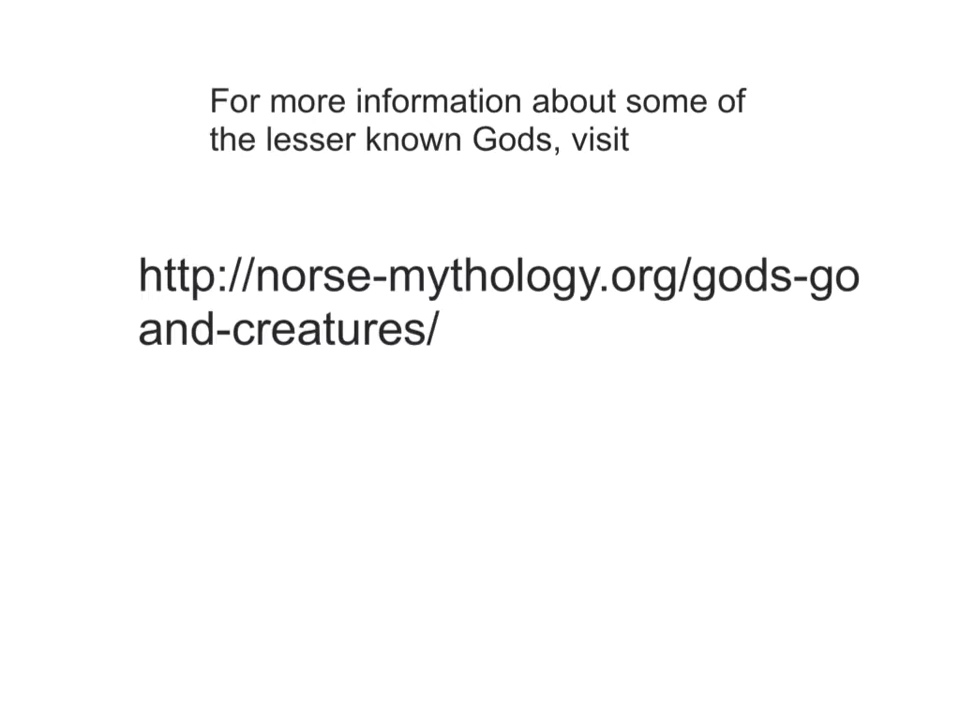 For more information about some of
the lesser known Gods, visit
http://norse-mythology.org/gods-go
and-creatures/